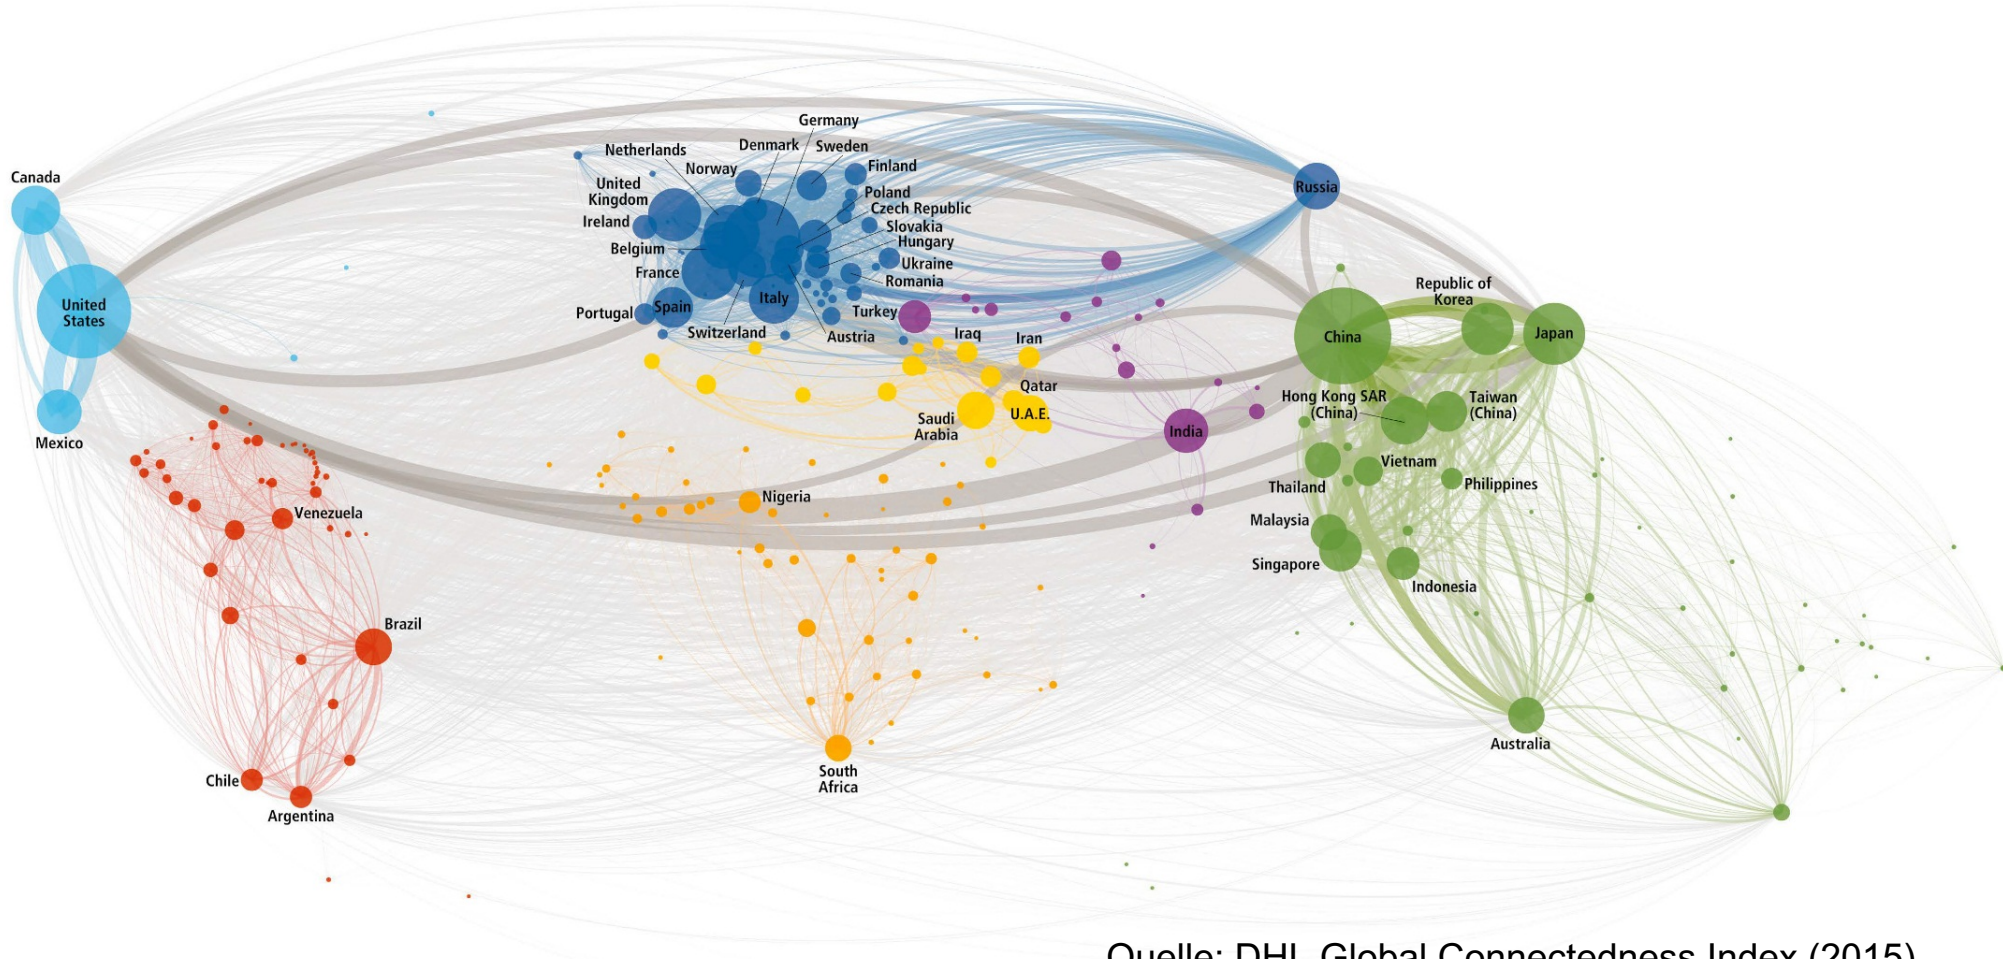 Germany
Denmark
Sweden
Netherlands
Norway
Finland
Canada
United
Kingdom
Poland
Russia
Czech Republic
Ireland
Slovakia
Hungary
Belgium
Ukraine
France
Romania
Republic of
Korea
United
States
Italy
Spain
Portugal
Turkey
Switzerland
Austria
Iraq
Iran
China
Japan
Qatar
Hong Kong SAR
(China)
Taiwan
(China)
U.A.E.
Saudi
Arabia
India
Mexico
Vietnam
Thailand
Philippines
Nigeria
Venezuela
Malaysia
Singapore
Indonesia
Brazil
Australia
South
Africa
Chile
Argentina
Quelle: DHL Global Connectedness Index (2015)